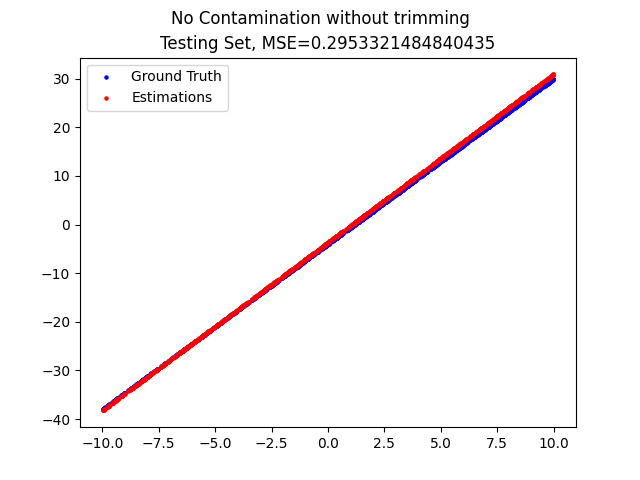 No Contamination without trimming
Testing Set, MSE=0.2953321484840435
Ground Truth
Estimations
30
20
10
0
−10
−20
−30
−40
−10.0 −7.5 −5.0 −2.5 0.0 2.5 5.0 7.5 10.0